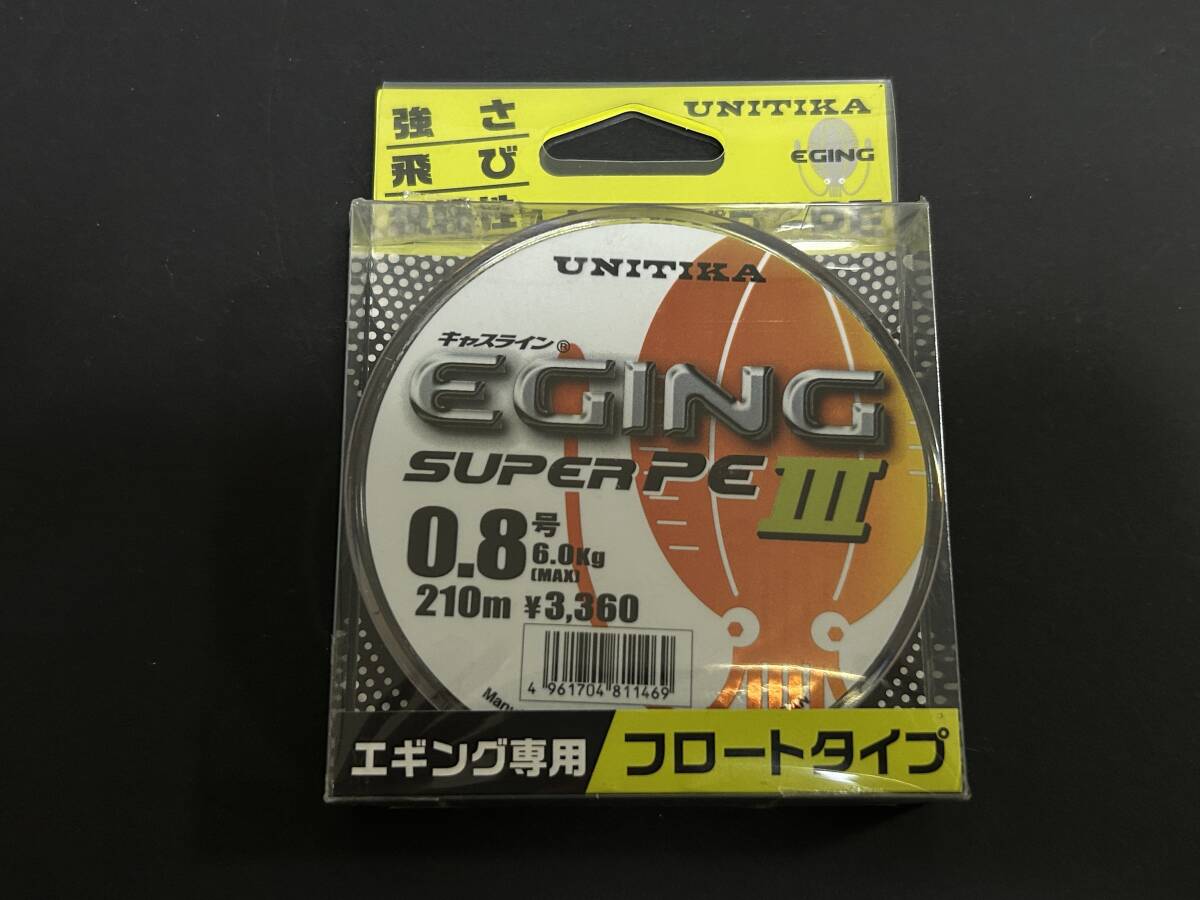 強さ
飛び
UNITIKA
EGING
UNITIKA
キャスライン®
EGING
SUPER PE III
0.8号
6.0Kg
(MAX)
210m ¥3,360
4 961704 811469
エギング専用
フロートタイプ